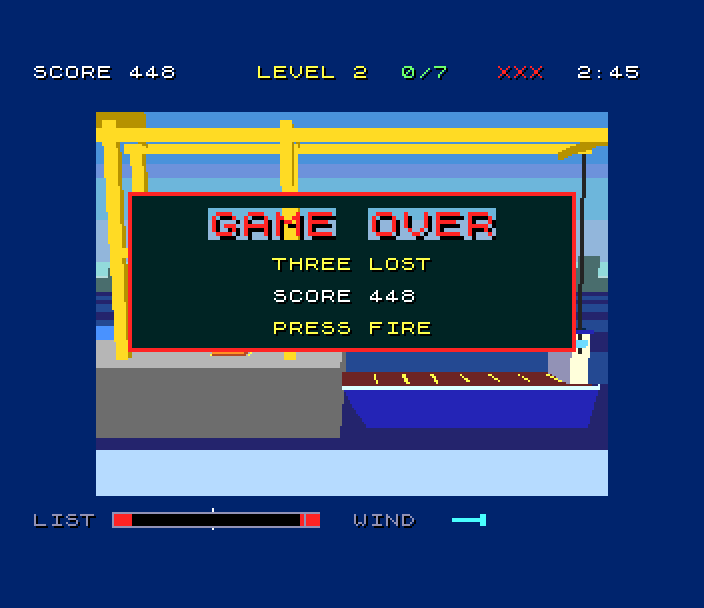 SCORE 448 LEVEL 2 0/7 XXX 2:45
GAME OVER
THREE LOST
SCORE 448
PRESS FIRE
LIST WIND